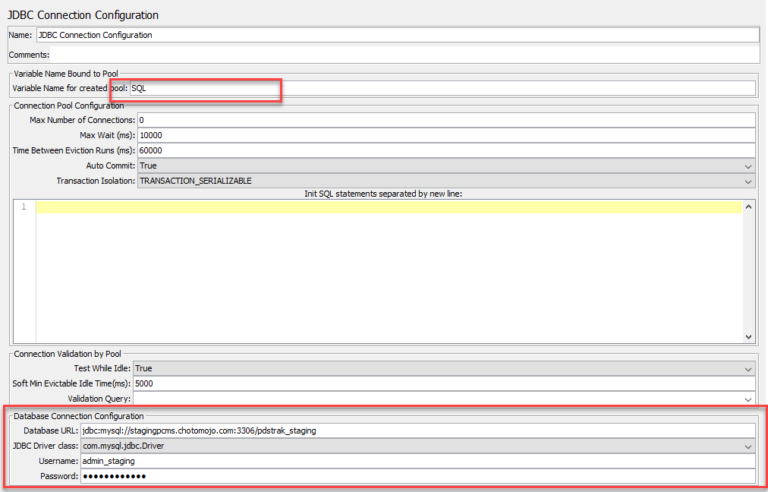 JDBC Connection Configuration
Name: JDBC Connection Configuration
Comments:
Variable Name Bound to Pool
Variable Name for created pool: SQL
Connection Pool Configuration
Max Number of Connections: 0
Max Wait (ms): 10000
Time Between Eviction Runs (ms): 60000
Auto Commit: True
Transaction Isolation: TRANSACTION_SERIALIZABLE
Init SQL statements separated by new line:
1
Connection Validation by Pool
Test While Idle: True
Soft Min Evictable Idle Time(ms): 5000
Validation Query:
Database Connection Configuration
Database URL: jdbc:mysql://stagingpcms.chotomojo.com:3306/pdstrak_staging
JDBC Driver class: com.mysql.jdbc.Driver
Username: admin_staging
Password: ●●●●●●●●●●●●